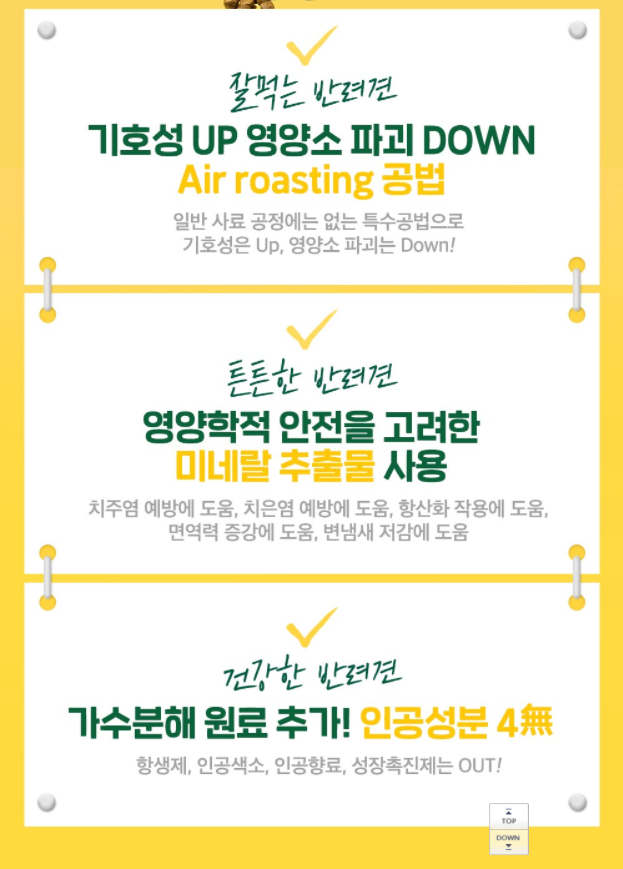 잘먹는 반려견
기호성 UP 영양소 파괴 DOWN
Air roasting 공법
일반 사료 공정에는 없는 특수공법으로
기호성은 Up, 영양소 파괴는 Down!
튼튼한 반려견
영양학적 안전을 고려한
미네랄 추출물 사용
치주염 예방에 도움, 치은염 예방에 도움, 항산화 작용에 도움,
면역력 증강에 도움, 변냄새 저감에 도움
건강한 반려견
가수분해 원료 추가! 인공성분 4無
항생제, 인공색소, 인공향료, 성장촉진제는 OUT!
TOP
DOWN